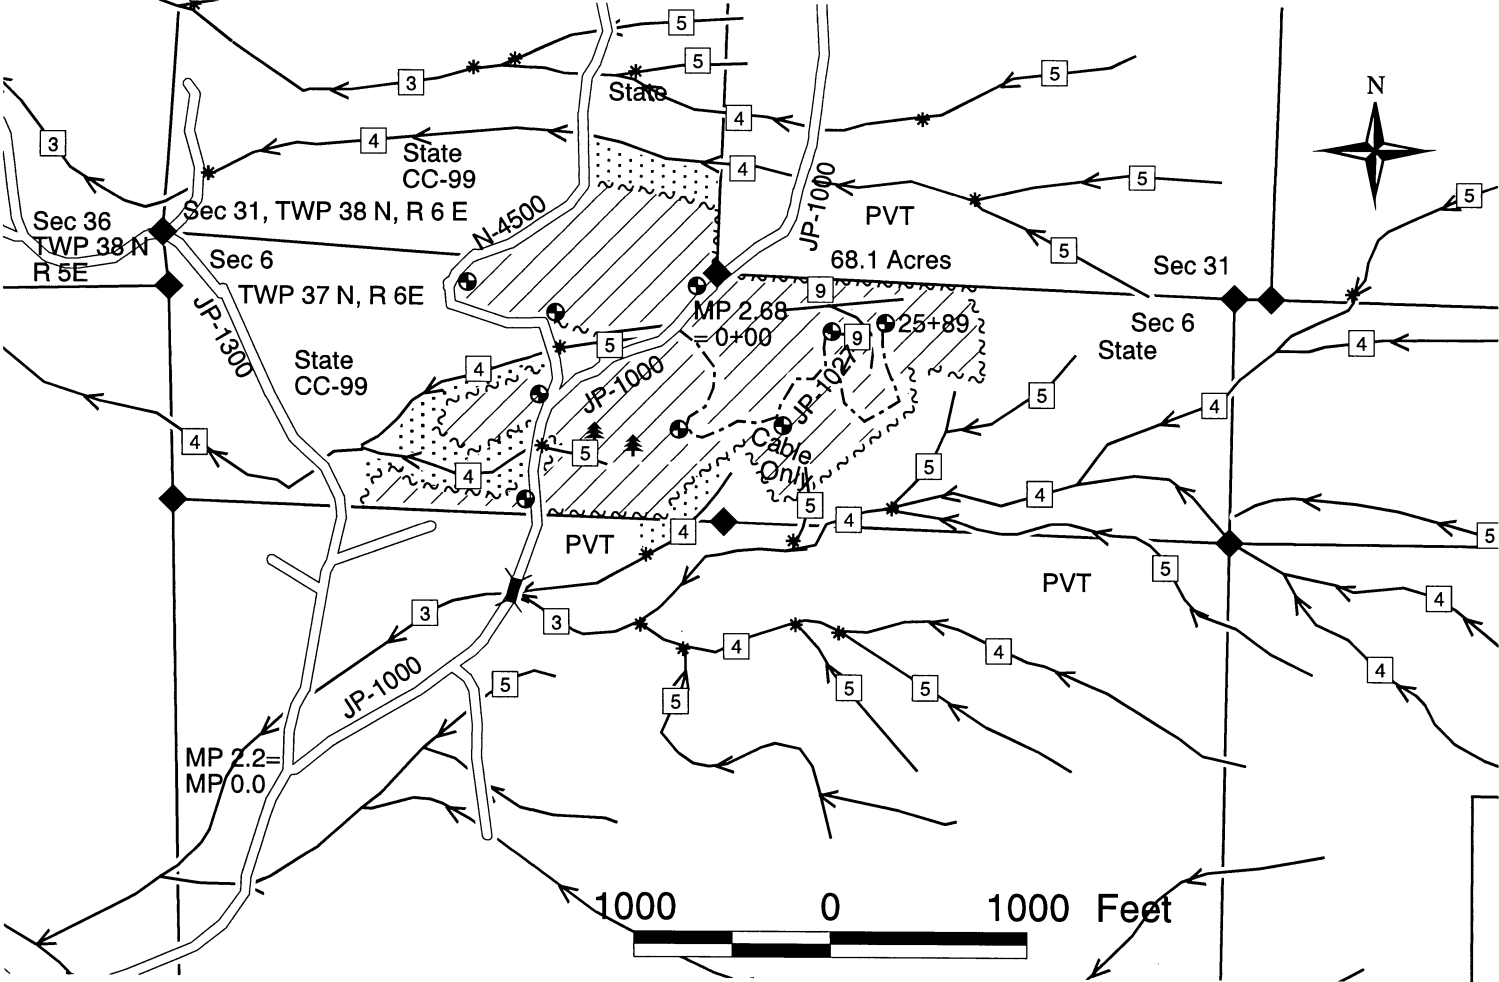 5
3
5
State
5
N
4
3
4
State
CC-99
4
5
5
JP-1000
PVT
Sec 36
TWP 38 N
R 5E
Sec 31, TWP 38 N, R 6 E
N-4500
5
Sec 6
68.1 Acres
Sec 31
TWP 37 N, R 6E
9
MP 2.68
= 0+00
25+89
Sec 6
State
JP-1300
5
9
4
State
CC-99
4
JP-1000
JP-1027
5
4
4
5
Cable
Only
4
5
5
4
5
4
4
5
PVT
5
PVT
3
3
4
4
4
4
JP-1000
5
5
5
5
MP 2.2=
MP 0.0
1000 0 1000 Feet